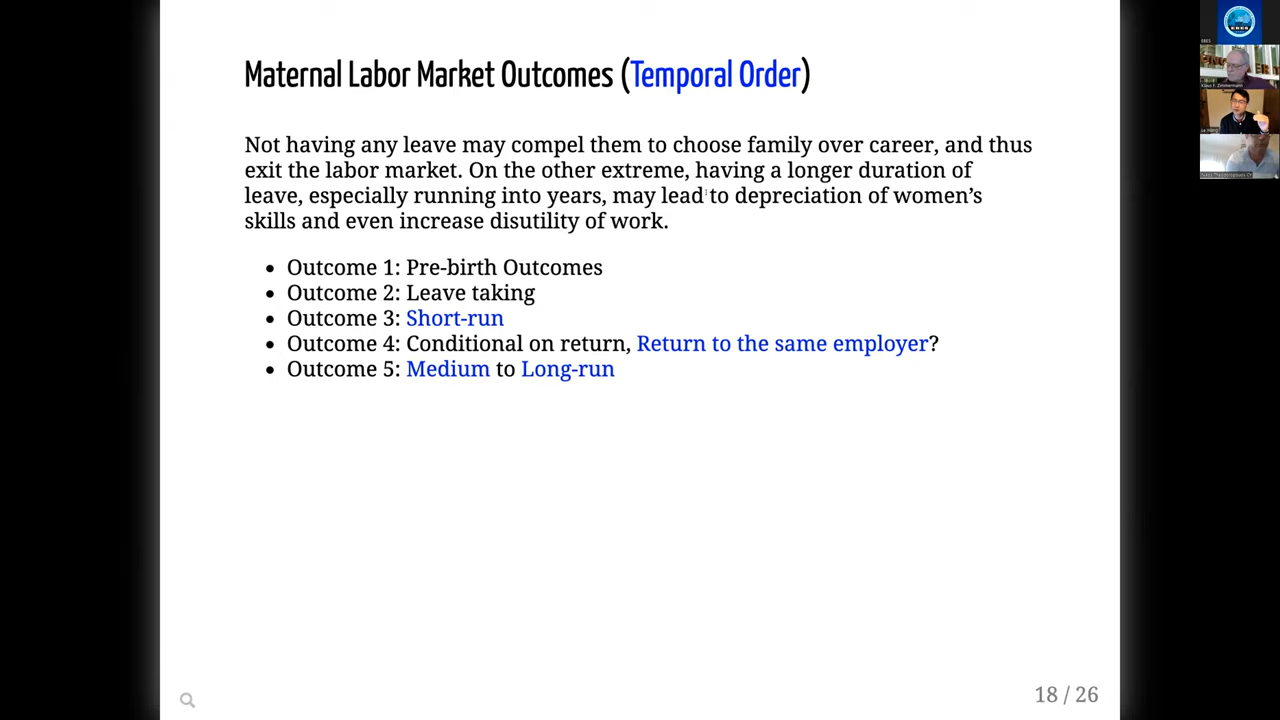 Maternal Labor Market Outcomes (Temporal Order)
Not having any leave may compel them to choose family over career, and thus
exit the labor market. On the other extreme, having a longer duration of
leave, especially running into years, may lead to depreciation of women’s
skills and even increase disutility of work.
• Outcome 1: Pre-birth Outcomes
• Outcome 2: Leave taking
• Outcome 3: Short-run
• Outcome 4: Conditional on return, Return to the same employer?
• Outcome 5: Medium to Long-run
18 / 26
EBES
EBES
Klaus F. Zimmermann